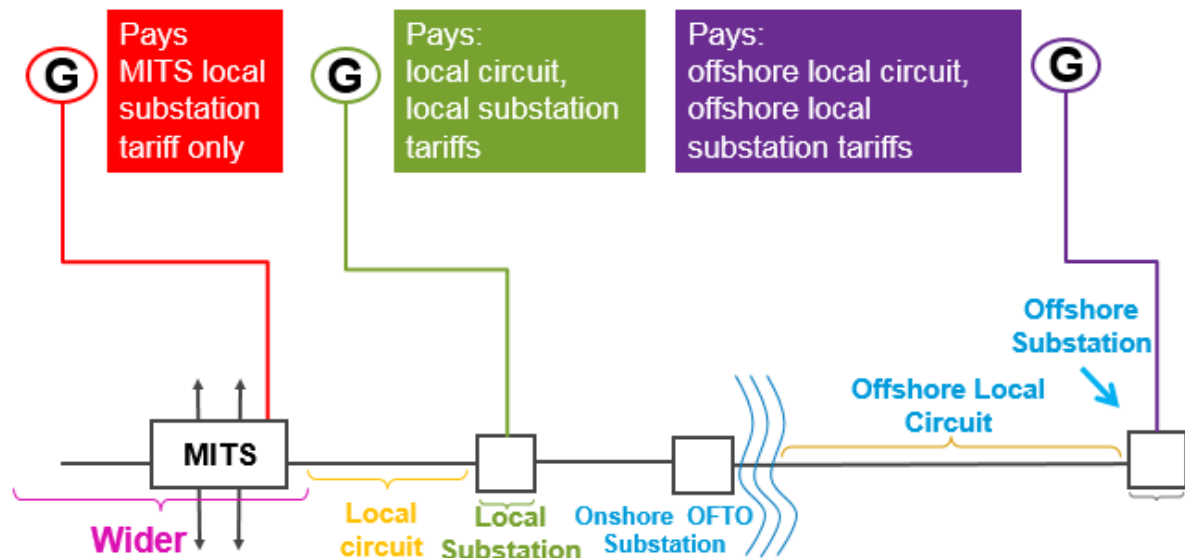 G
Pays
MITS local
substation
tariff only
G
Pays:
local circuit,
local substation
tariffs
Pays:
offshore local circuit,
offshore local
substation tariffs
G
Offshore
Substation
Offshore Local
Circuit
MITS
Wider
Local
circuit
Local
Substation
Onshore OFTO
Substation